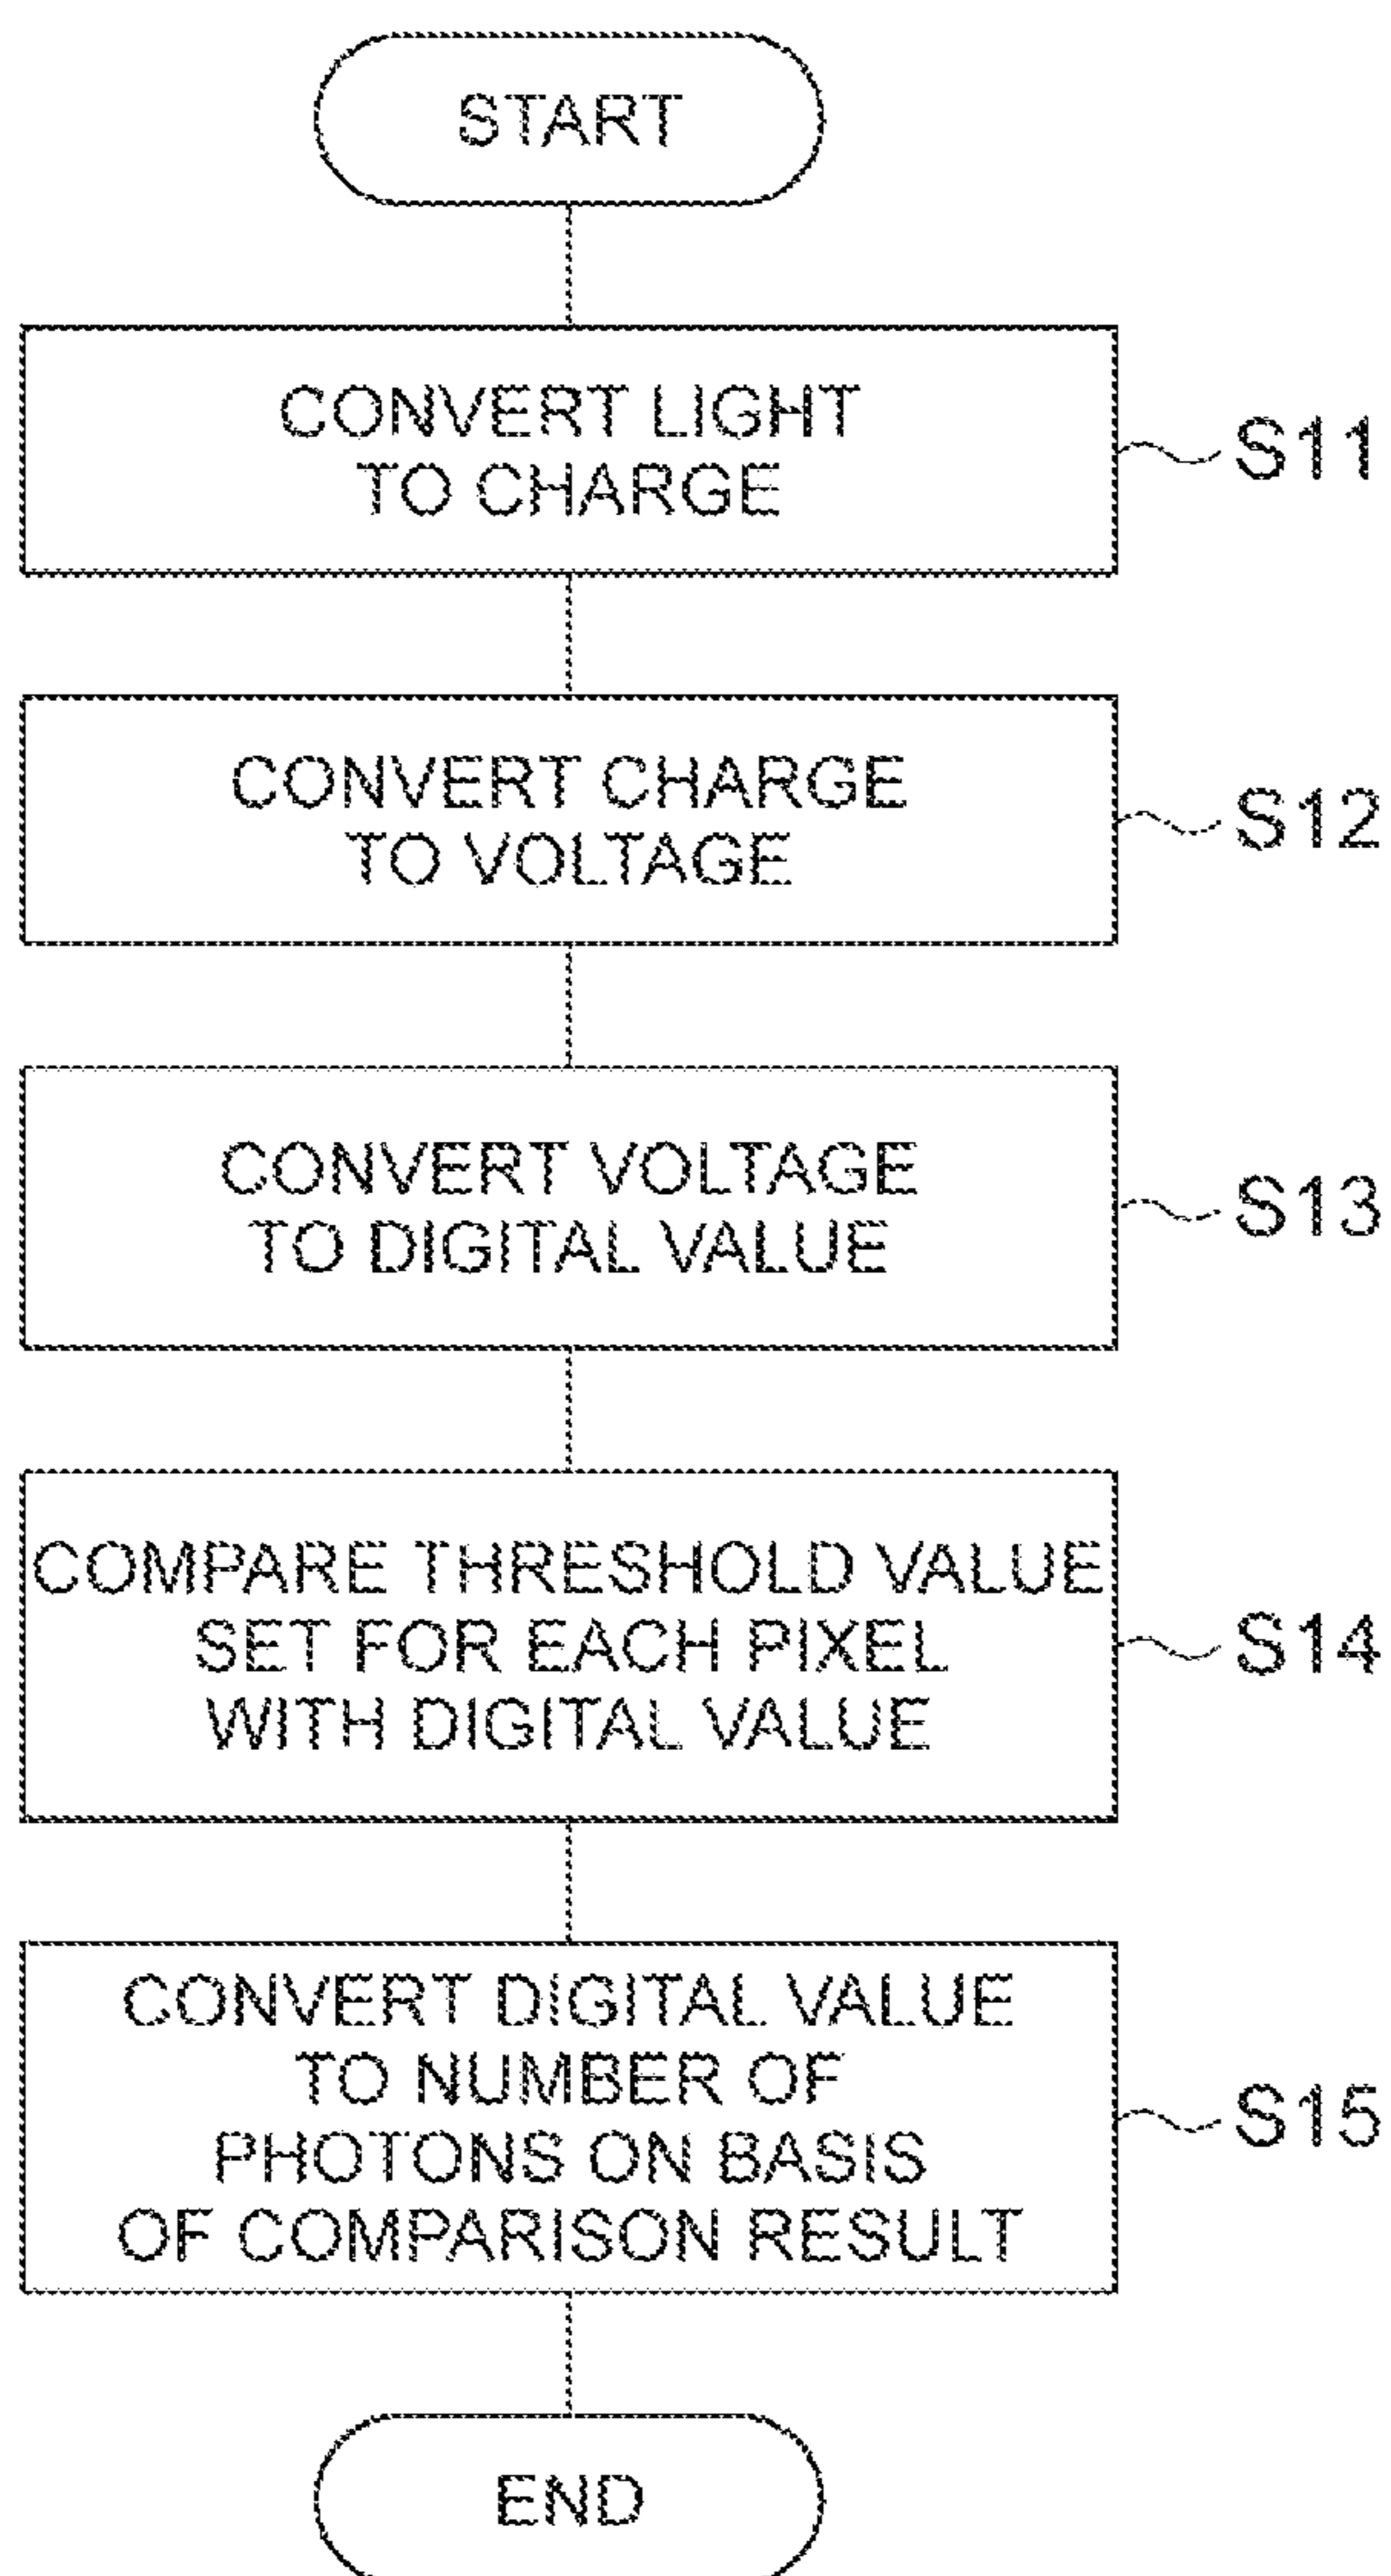 START
CONVERT LIGHT
TO CHARGE
S11
CONVERT CHARGE
TO VOLTAGE
S12
CONVERT VOLTAGE
TO DIGITAL VALUE
S13
COMPARE THRESHOLD VALUE
SET FOR EACH PIXEL
WITH DIGITAL VALUE
S14
CONVERT DIGITAL VALUE
TO NUMBER OF
PHOTONS ON BASIS
OF COMPARISON RESULT
S15
END